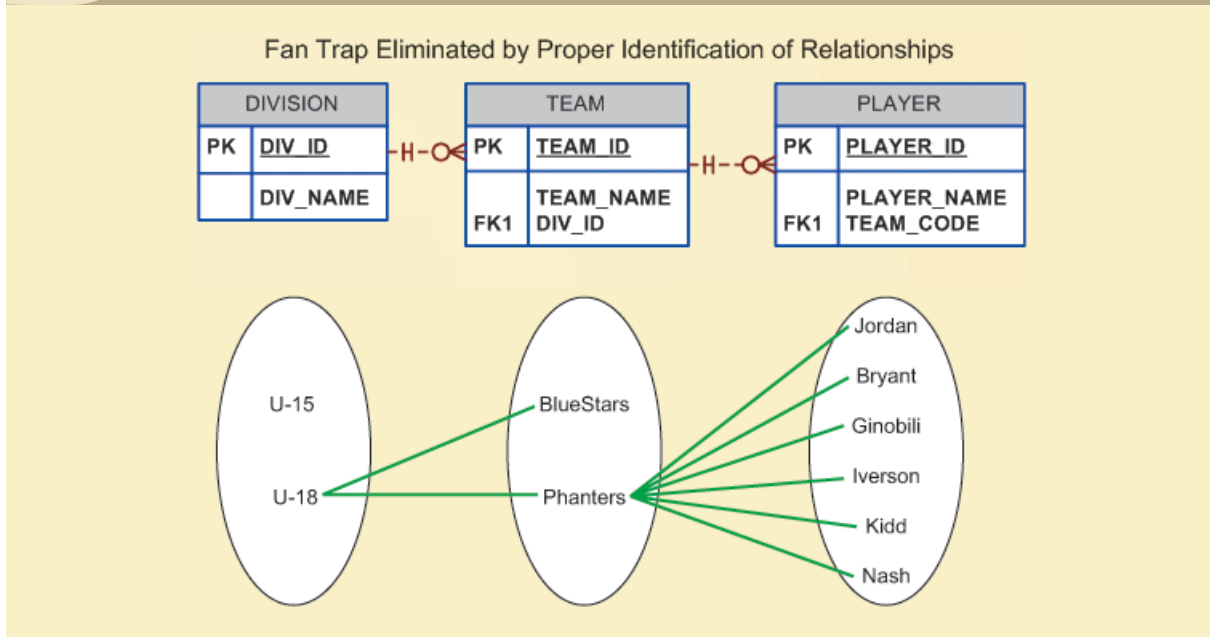 Fan Trap Eliminated by Proper Identification of Relationships
DIVISION
PK DIV_ID
DIV_NAME
TEAM
PK TEAM_ID
TEAM_NAME
FK1 DIV_ID
PLAYER
PK PLAYER_ID
PLAYER_NAME
FK1 TEAM_CODE
U-15
U-18
BlueStars
Phanters
Jordan
Bryant
Ginobili
Iverson
Kidd
Nash